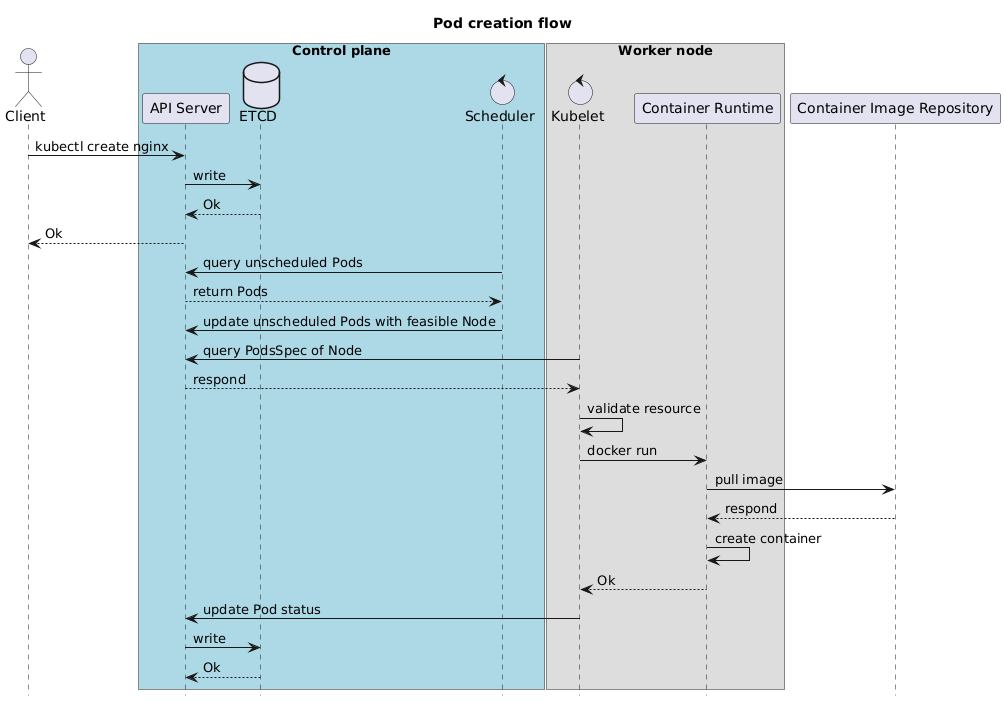 Pod creation flow
Control plane
Worker node
Client
API Server
ETCD
Scheduler
Kubelet
Container Runtime
Container Image Repository
kubectl create nginx
write
Ok
Ok
query unscheduled Pods
return Pods
update unscheduled Pods with feasible Node
query PodsSpec of Node
respond
validate resource
docker run
pull image
respond
create container
Ok
update Pod status
write
Ok